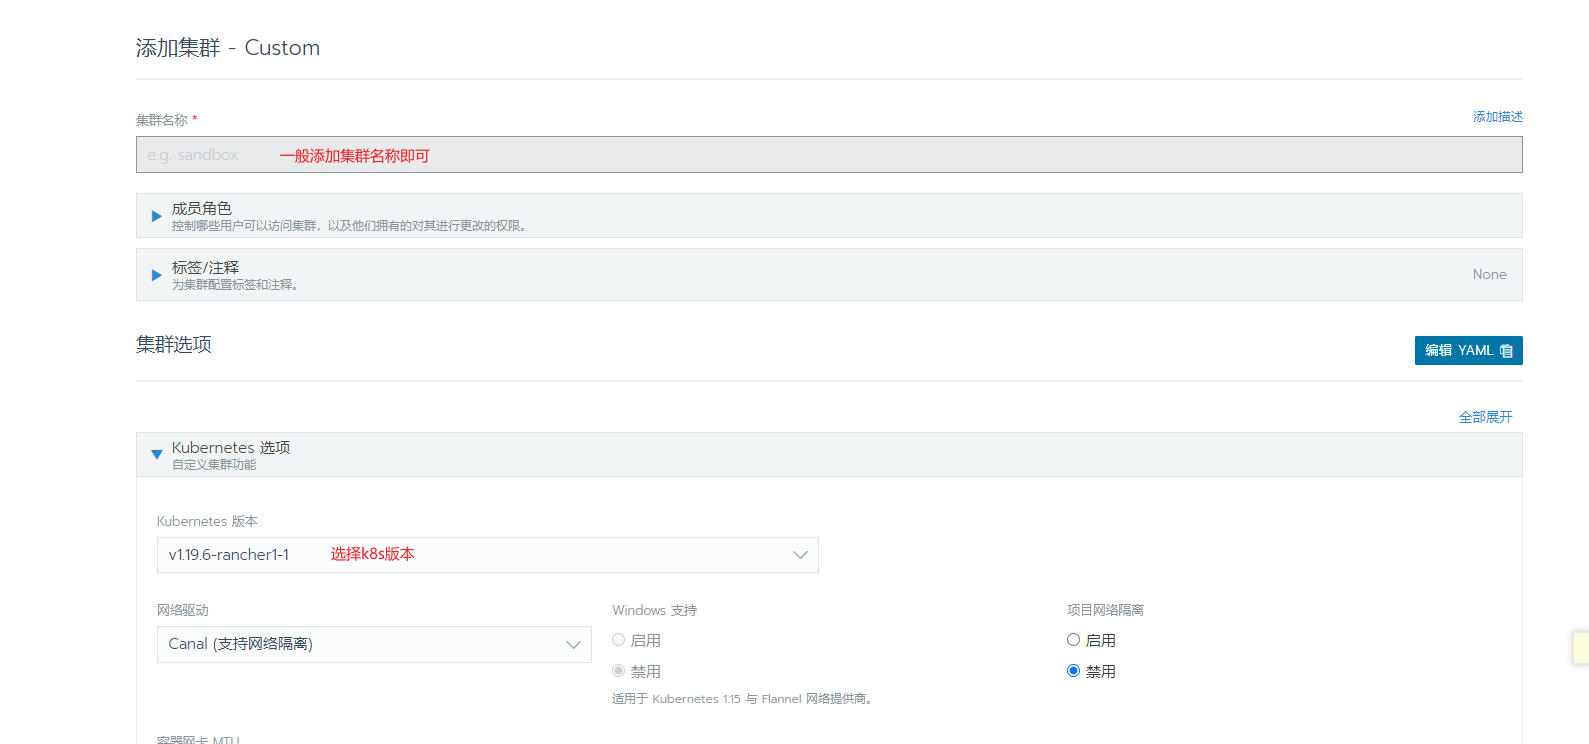 添加集群 - Custom
集群名称 *
添加描述
e.g. sandbox 一般添加集群名称即可
成员角色
控制哪些用户可以访问集群，以及他们拥有的对其进行更改的权限。
标签/注释
为集群配置标签和注释。
None
集群选项
编辑 YAML
全部展开
Kubernetes 选项
自定义集群功能
Kubernetes 版本
v1.19.6-rancher1-1 选择k8s版本
网络驱动
Canal (支持网络隔离)
Windows 支持
启用
禁用
适用于 Kubernetes 1.15 与 Flannel 网络提供商。
项目网络隔离
启用
禁用
容器网卡 MTU